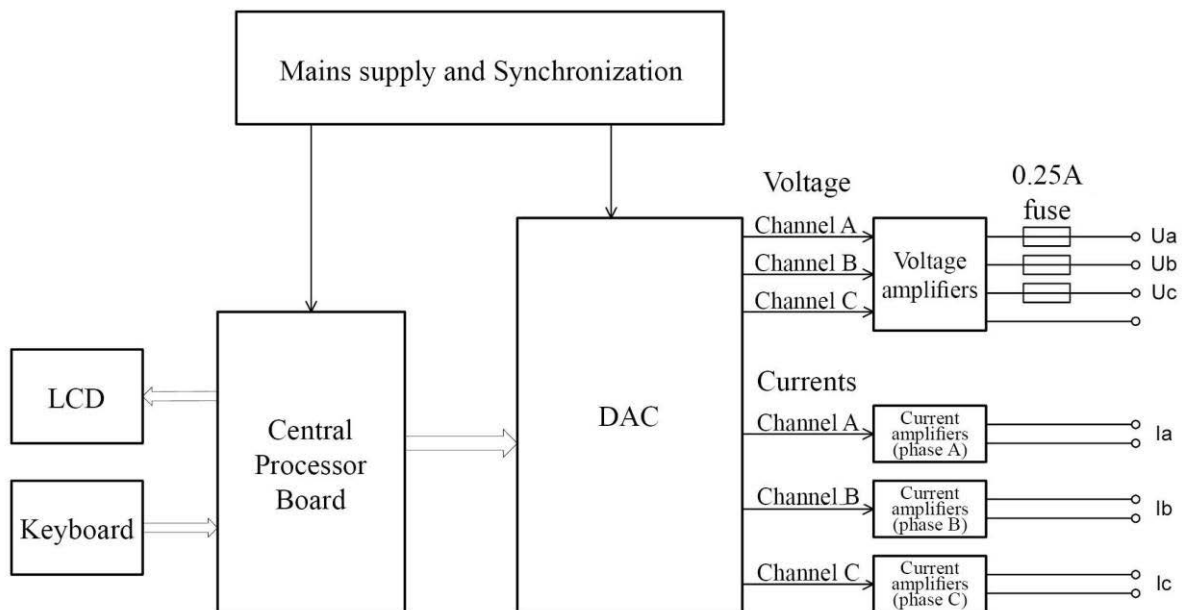 Mains supply and Synchronization
Voltage
0.25A
fuse
Channel A
Channel B
Channel C
Voltage
amplifiers
Ua
Ub
Uc
LCD
Keyboard
Central
Processor
Board
DAC
Currents
Channel A
Current
amplifiers
(phase A)
Ia
Channel B
Current
amplifiers
(phase B)
Ib
Channel C
Current
amplifiers
(phase C)
Ic